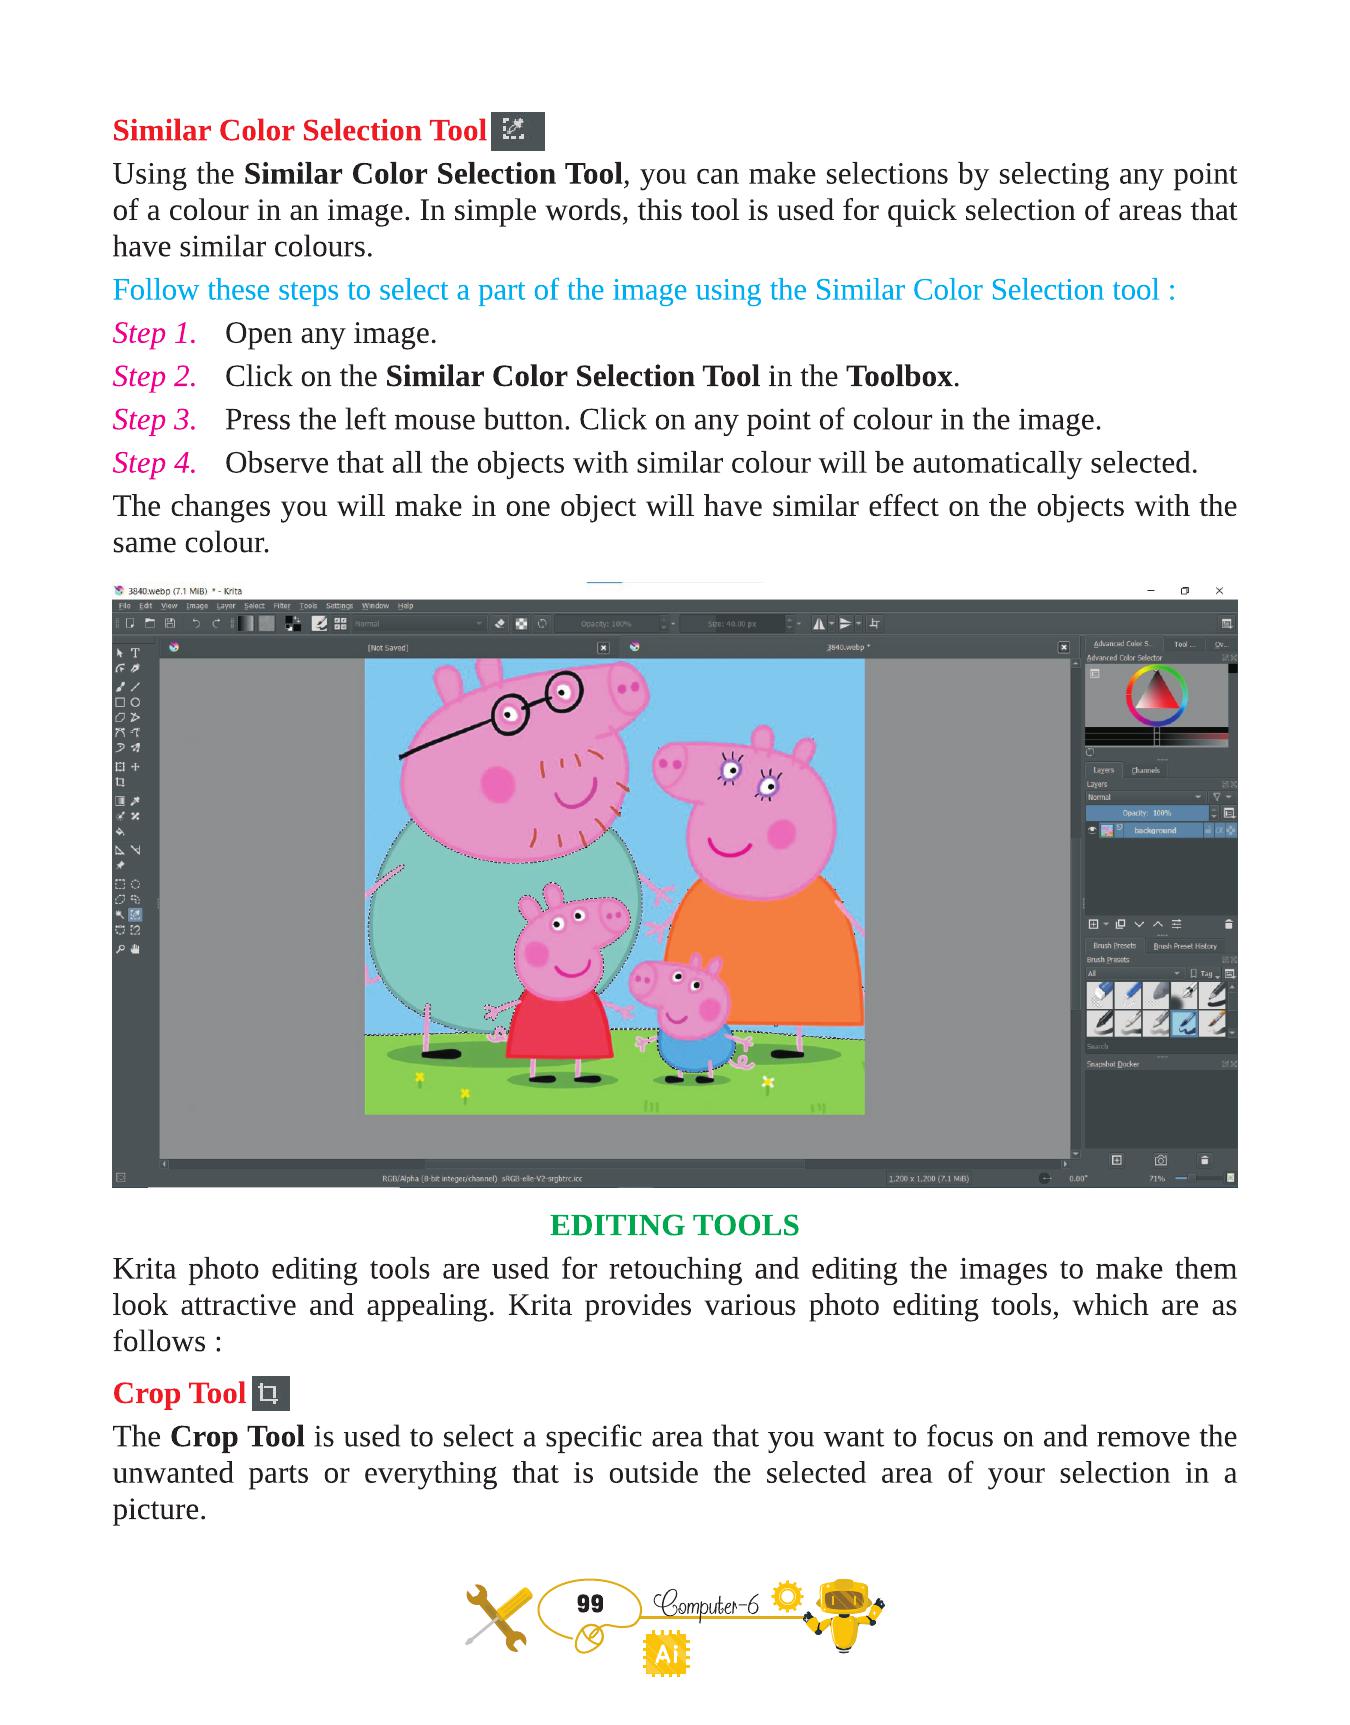 Similar Color Selection Tool
Using the Similar Color Selection Tool, you can make selections by selecting any point
of a colour in an image. In simple words, this tool is used for quick selection of areas that
have similar colours.
Follow these steps to select a part of the image using the Similar Color Selection tool :
Step 1. Open any image.
Step 2. Click on the Similar Color Selection Tool in the Toolbox.
Step 3. Press the left mouse button. Click on any point of colour in the image.
Step 4. Observe that all the objects with similar colour will be automatically selected.
The changes you will make in one object will have similar effect on the objects with the
same colour.
3840.webp (7.1 MiB) * - Krita
File Edit View Image Layer Select Filter Tools Settings Window Help
Normal Opacity: 100% Size: 40.00 px
[Not Saved] 3840.webp *
Advanced Color S... Tool ... Ov...
Advanced Color Selector
Layers Channels
Layers
Normal
Opacity: 100%
background
Brush Presets Brush Preset History
Brush Presets
All Tag
Search
Snapshot Docker
RGB/Alpha (8-bit integer/channel) sRGB-elle-V2-srgbtrc.icc 1,200 x 1,200 (7.1 MiB) 0.00° 71%
EDITING TOOLS
Krita photo editing tools are used for retouching and editing the images to make them
look attractive and appealing. Krita provides various photo editing tools, which are as
follows :
Crop Tool
The Crop Tool is used to select a specific area that you want to focus on and remove the
unwanted parts or everything that is outside the selected area of your selection in a
picture.
99 Computer-6
Ai